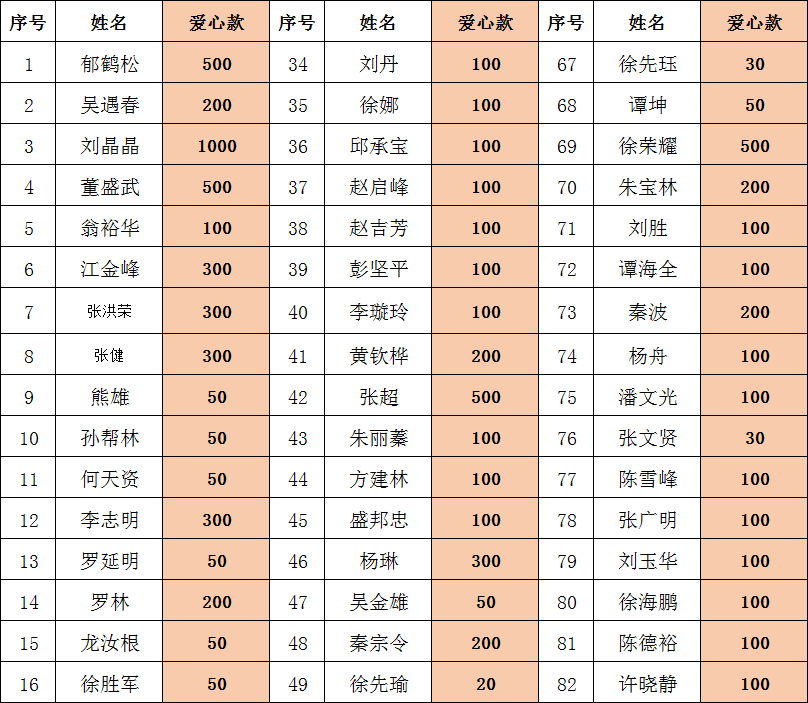 序号 姓名 爱心款 序号 姓名 爱心款 序号 姓名 爱心款
1 郁鹤松 500 34 刘丹 100 67 徐先珏 30
2 吴遇春 200 35 徐娜 100 68 谭坤 50
3 刘晶晶 1000 36 邱承宝 100 69 徐荣耀 500
4 董盛武 500 37 赵启峰 100 70 朱宝林 200
5 翁裕华 100 38 赵吉芳 100 71 刘胜 100
6 江金峰 300 39 彭坚平 100 72 谭海全 100
7 张洪荣 300 40 李璇玲 100 73 秦波 200
8 张健 300 41 黄钦桦 200 74 杨舟 100
9 熊雄 50 42 张超 500 75 潘文光 100
10 孙帮林 50 43 朱丽蓁 100 76 张文贤 30
11 何天资 50 44 方建林 100 77 陈雪峰 100
12 李志明 300 45 盛邦忠 100 78 张广明 100
13 罗延明 50 46 杨琳 300 79 刘玉华 100
14 罗林 200 47 吴金雄 50 80 徐海鹏 100
15 龙汝根 50 48 秦宗令 200 81 陈德裕 100
16 徐胜军 50 49 徐先瑜 20 82 许晓静 100